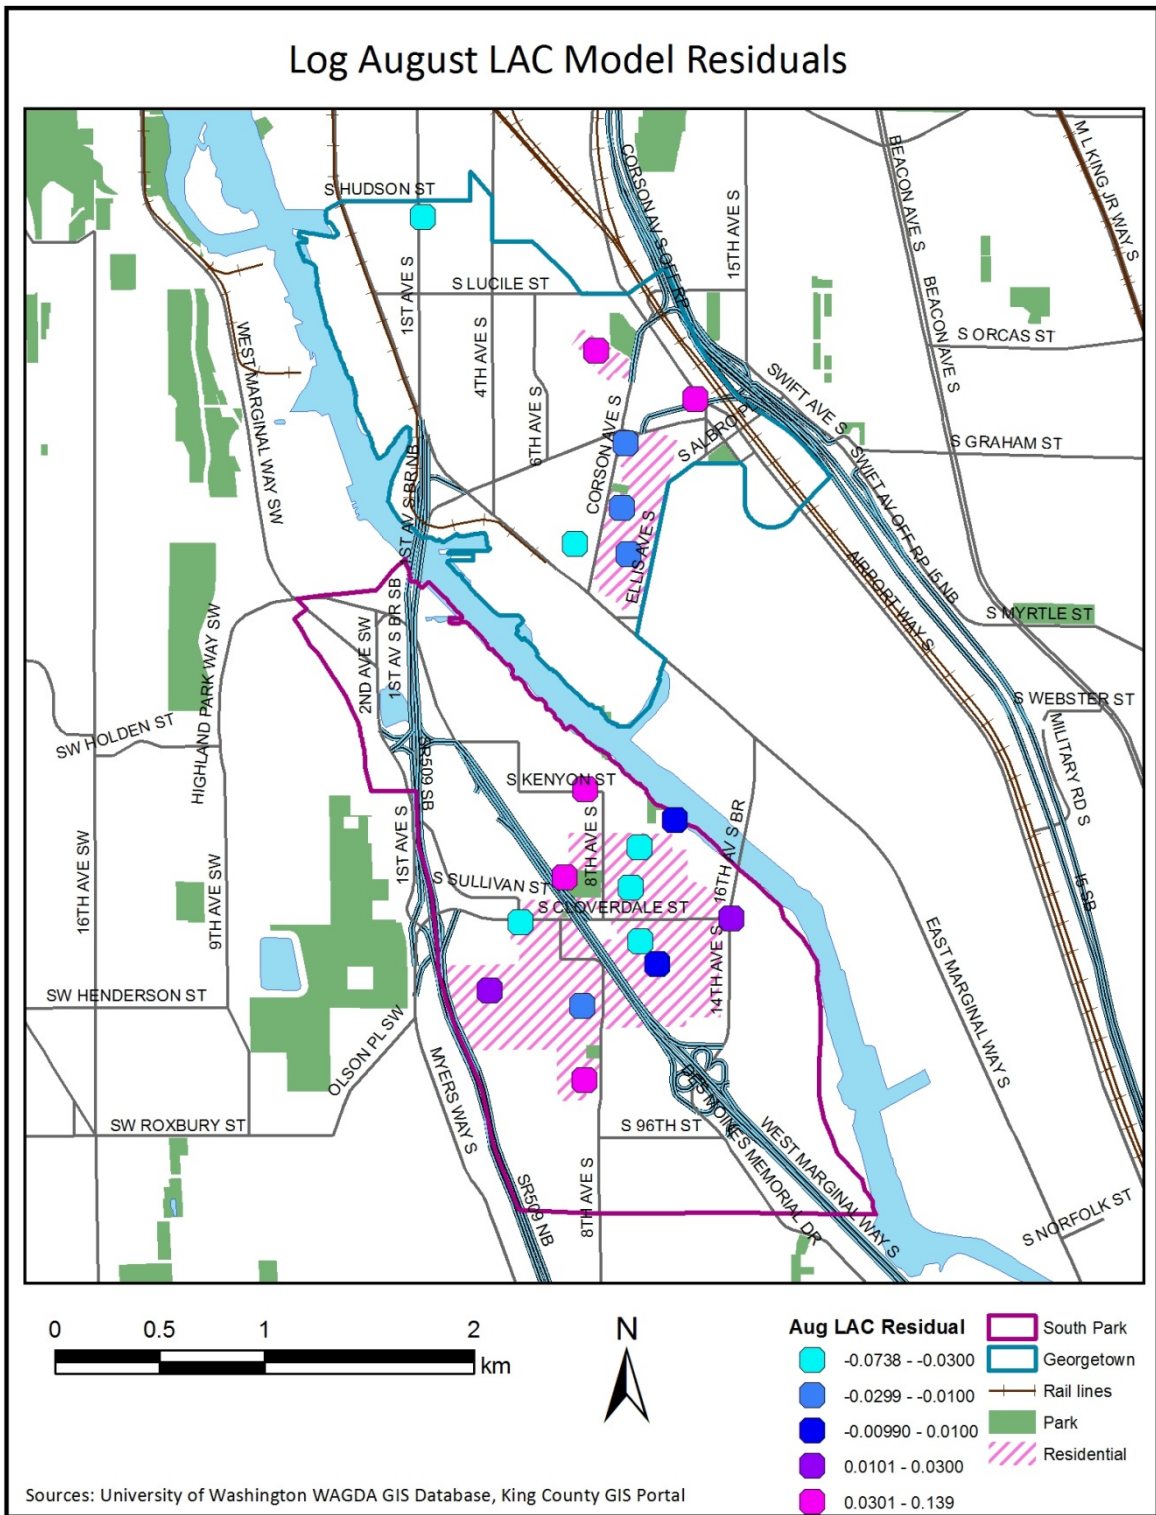 Log August LAC Model Residuals
S HUDSON ST
CORSON AV S OFF RP
15TH AVE S
BEACON AVE S
M L KING JR WAY S
1ST AVE S
S LUCILE ST
BEACON AVE S
S ORCAS ST
WEST MARGINAL WAY SW
4TH AVE S
6TH AVE S
CORSON AVE S
S ALBRO P
SWIFT AVE S
S GRAHAM ST
SWIFT AV OFF RP I5 NB
ST AV S BR NB
ELLIS AVE S
AIRPORT WAY S
S MYRTLE ST
HIGHLAND PARK WAY SW
2ND AVE SW
1ST AV S BR SB
S WEBSTER ST
MILITARY RD S
SW HOLDEN ST
SR509 SB
S KENYON ST
1ST AVE S
8TH AVE S
16TH AV S BR
16TH AVE SW
9TH AVE SW
S SULLIVAN ST
S CLOVERDALE ST
I5 SB
EAST MARGINAL WAY S
14TH AVE S
SW HENDERSON ST
OLSON PL SW
MYERS WAY S
DES MOINES MEMORIAL DR
WEST MARGINAL WAY S
SW ROXBURY ST
S 96TH ST
8TH AVE S
SR509 NB
S NORFOLK ST
0 0.5 1 2
km
N
Aug LAC Residual
-0.0738 - -0.0300
-0.0299 - -0.0100
-0.00990 - 0.0100
0.0101 - 0.0300
0.0301 - 0.139
South Park
Georgetown
Rail lines
Park
Residential
Sources: University of Washington WAGDA GIS Database, King County GIS Portal